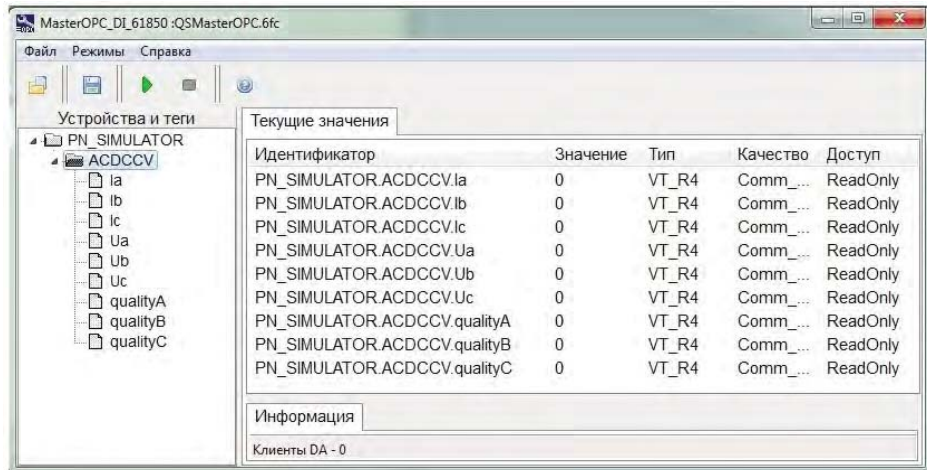 MasterOPC_DI_61850 :QSMasterOPC.6fc
Файл Режимы Справка
Устройства и теги
PN_SIMULATOR
ACDCCV
Ia
Ib
Ic
Ua
Ub
Uc
qualityA
qualityB
qualityC
Текущие значения
Идентификатор Значение Тип Качество Доступ
PN_SIMULATOR.ACDCCV.Ia 0 VT_R4 Comm_... ReadOnly
PN_SIMULATOR.ACDCCV.Ib 0 VT_R4 Comm_... ReadOnly
PN_SIMULATOR.ACDCCV.Ic 0 VT_R4 Comm_... ReadOnly
PN_SIMULATOR.ACDCCV.Ua 0 VT_R4 Comm_... ReadOnly
PN_SIMULATOR.ACDCCV.Ub 0 VT_R4 Comm_... ReadOnly
PN_SIMULATOR.ACDCCV.Uc 0 VT_R4 Comm_... ReadOnly
PN_SIMULATOR.ACDCCV.qualityA 0 VT_R4 Comm_... ReadOnly
PN_SIMULATOR.ACDCCV.qualityB 0 VT_R4 Comm_... ReadOnly
PN_SIMULATOR.ACDCCV.qualityC 0 VT_R4 Comm_... ReadOnly
Информация
Клиенты DA - 0